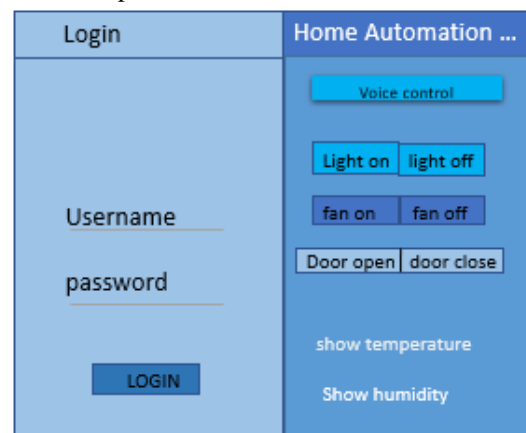 Login
Username
password
LOGIN
Home Automation ...
Voice control
Light on light off
fan on fan off
Door open door close
show temperature
Show humidity